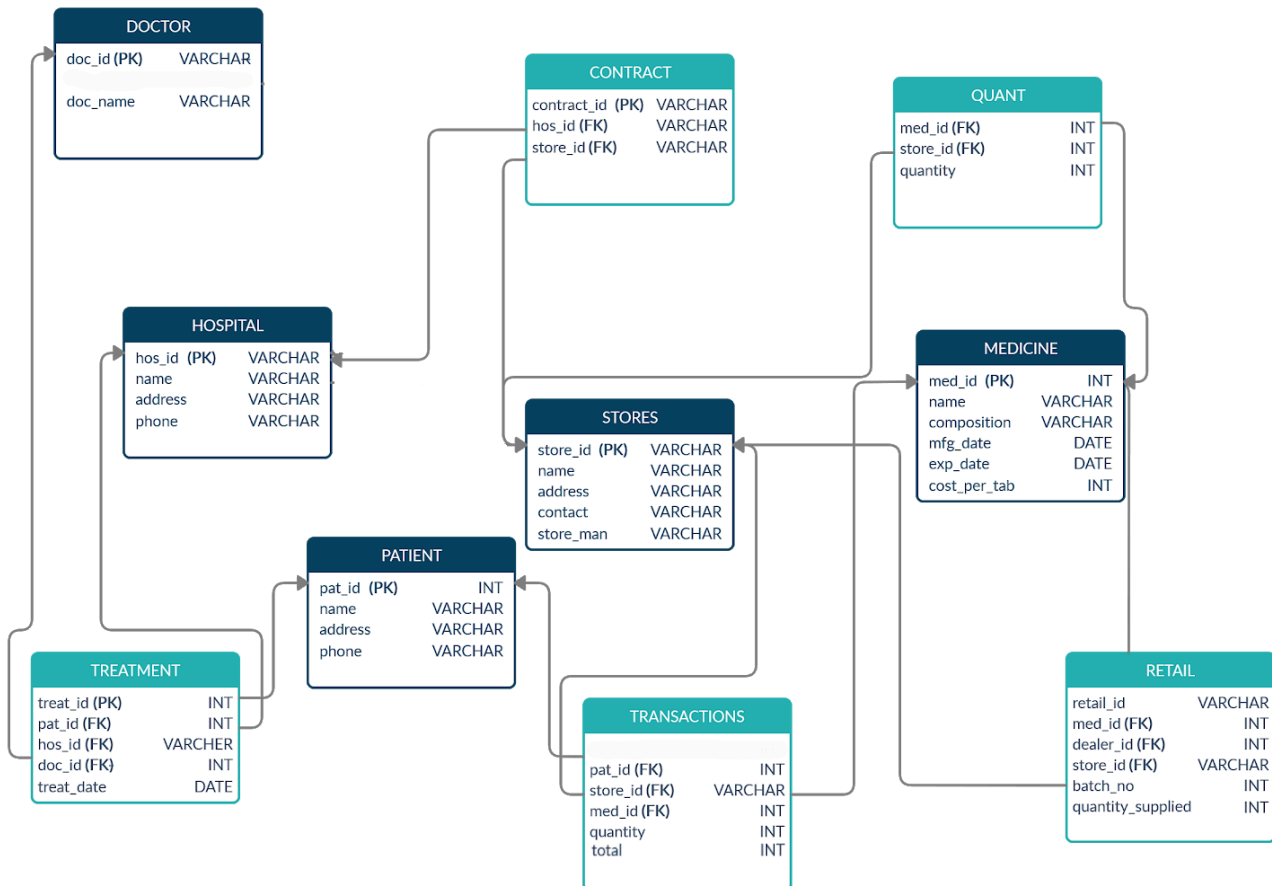 DOCTOR
doc_id (PK) VARCHAR
doc_name VARCHAR
CONTRACT
contract_id (PK) VARCHAR
hos_id (FK) VARCHAR
store_id (FK) VARCHAR
QUANT
med_id (FK) INT
store_id (FK) INT
quantity INT
HOSPITAL
hos_id (PK) VARCHAR
name VARCHAR
address VARCHAR
phone VARCHAR
MEDICINE
med_id (PK) INT
name VARCHAR
composition VARCHAR
mfg_date DATE
exp_date DATE
cost_per_tab INT
STORES
store_id (PK) VARCHAR
name VARCHAR
address VARCHAR
contact VARCHAR
store_man VARCHAR
PATIENT
pat_id (PK) INT
name VARCHAR
address VARCHAR
phone VARCHAR
TREATMENT
treat_id (PK) INT
pat_id (FK) INT
hos_id (FK) VARCHER
doc_id (FK) INT
treat_date DATE
TRANSACTIONS
pat_id (FK) INT
store_id (FK) VARCHAR
med_id (FK) INT
quantity INT
total INT
RETAIL
retail_id VARCHAR
med_id (FK) INT
dealer_id (FK) INT
store_id (FK) VARCHAR
batch_no INT
quantity_supplied INT